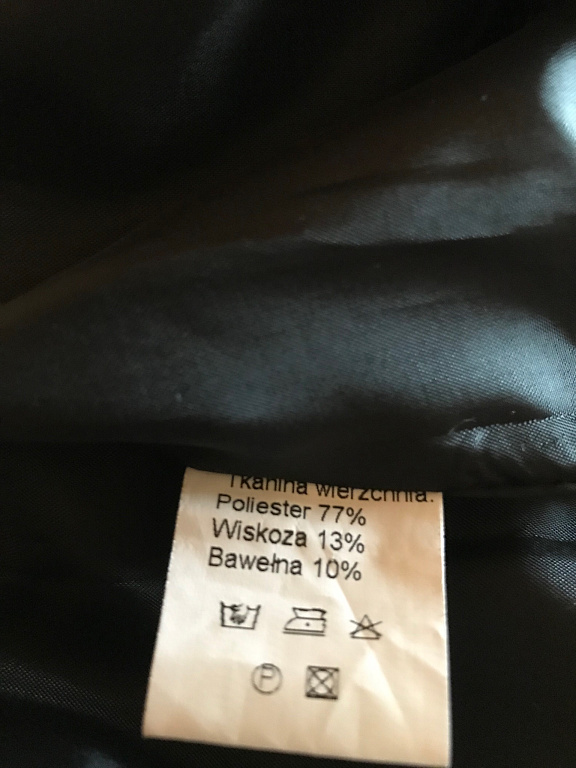 Tkanina wierzchnia:
Poliester 77%
Wiskoza 13%
Bawełna 10%
P